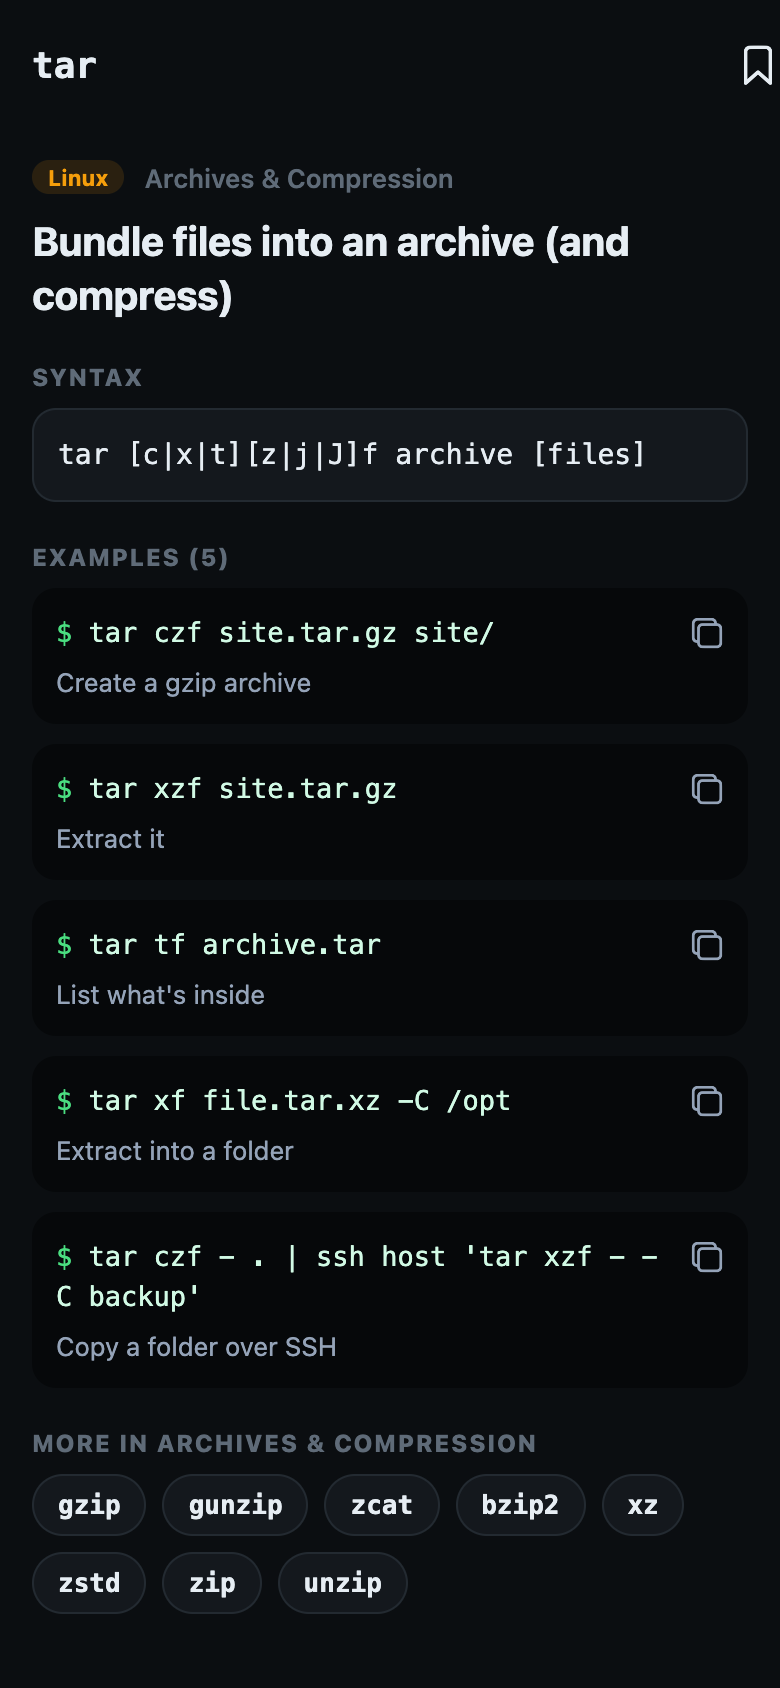 tar
Linux Archives & Compression
Bundle files into an archive (and
compress)
SYNTAX
tar [c|x|t][z|j|J]f archive [files]
EXAMPLES (5)
$ tar czf site.tar.gz site/
Create a gzip archive
$ tar xzf site.tar.gz
Extract it
$ tar tf archive.tar
List what's inside
$ tar xf file.tar.xz -C /opt
Extract into a folder
$ tar czf - . | ssh host 'tar xzf - -
C backup'
Copy a folder over SSH
MORE IN ARCHIVES & COMPRESSION
gzip gunzip zcat bzip2 xz
zstd zip unzip